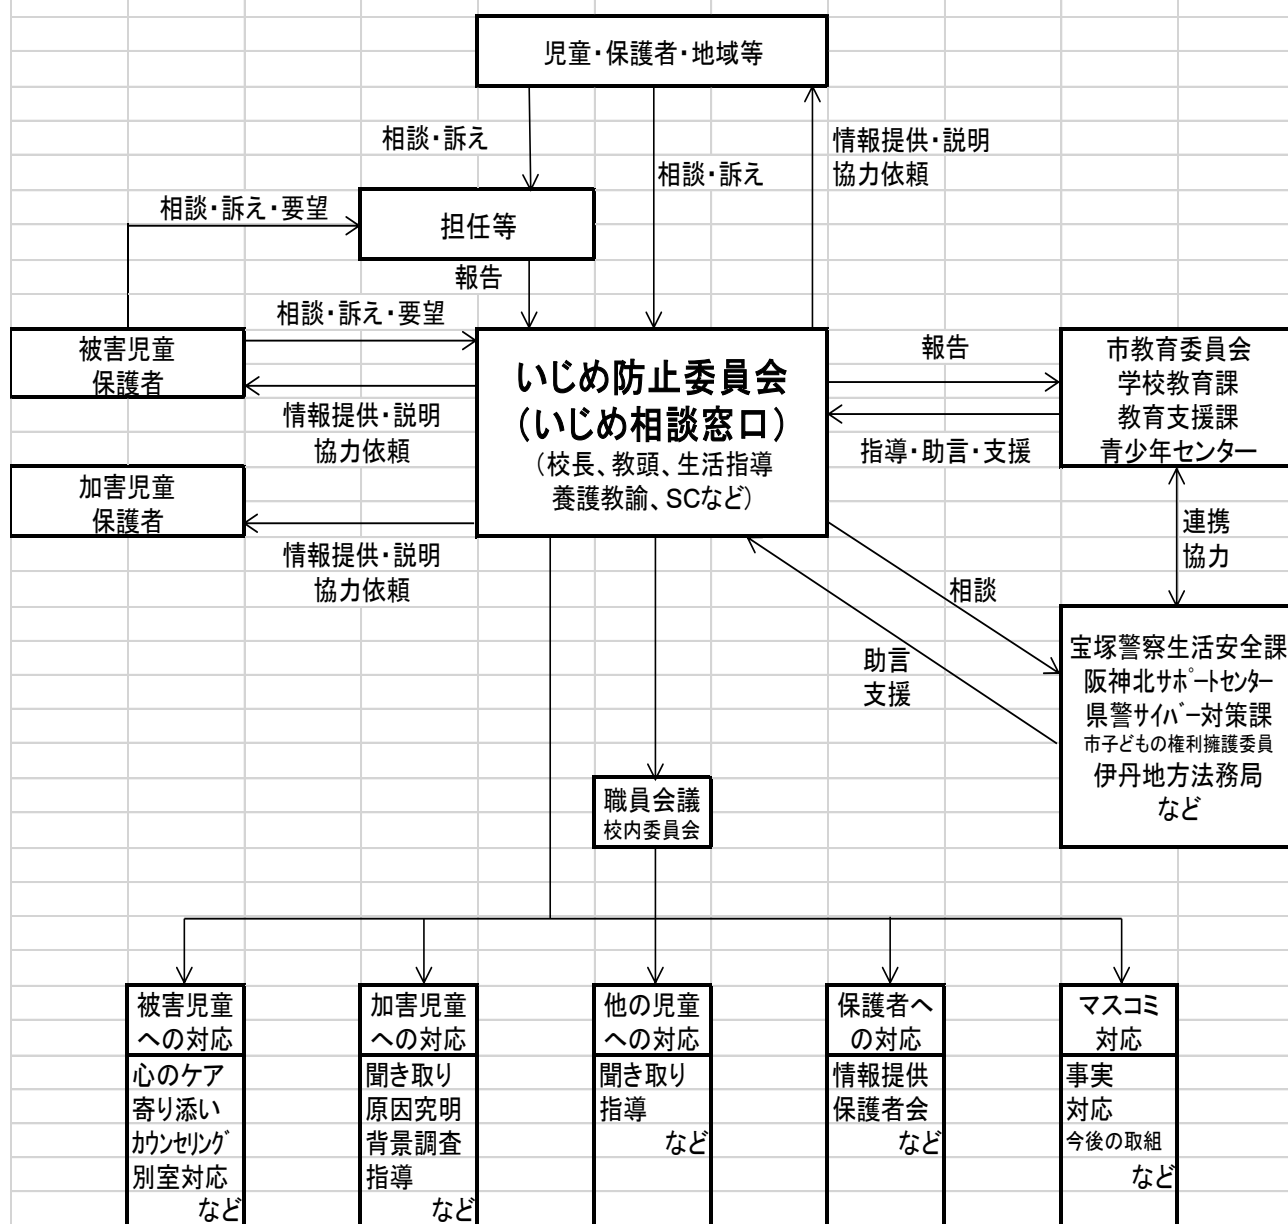 児童・保護者・地域等
相談・訴え
相談・訴え
情報提供・説明
協力依頼
相談・訴え・要望
担任等
報告
相談・訴え・要望
被害児童
保護者
情報提供・説明
協力依頼
加害児童
保護者
情報提供・説明
協力依頼
いじめ防止委員会
（いじめ相談窓口）
（校長、教頭、生活指導
養護教諭、SCなど）
報告
指導・助言・支援
市教育委員会
学校教育課
教育支援課
青少年センター
連携
協力
相談
助言
支援
宝塚警察生活安全課
阪神北ｻﾎﾟｰﾄｾﾝﾀｰ
県警ｻｲﾊﾞｰ対策課
市子どもの権利擁護委員
伊丹地方法務局
など
職員会議
校内委員会
被害児童
への対応
心のケア
寄り添い
ｶｳﾝｾﾘﾝｸﾞ
別室対応
など
加害児童
への対応
聞き取り
原因究明
背景調査
指導
など
他の児童
への対応
聞き取り
指導
など
保護者へ
の対応
情報提供
保護者会
など
マスコミ
対応
事実
対応
今後の取組
など